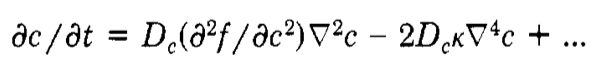 ∂c/∂t = D_c(∂²f/∂c²)∇²c − 2D_cκ∇⁴c + ...